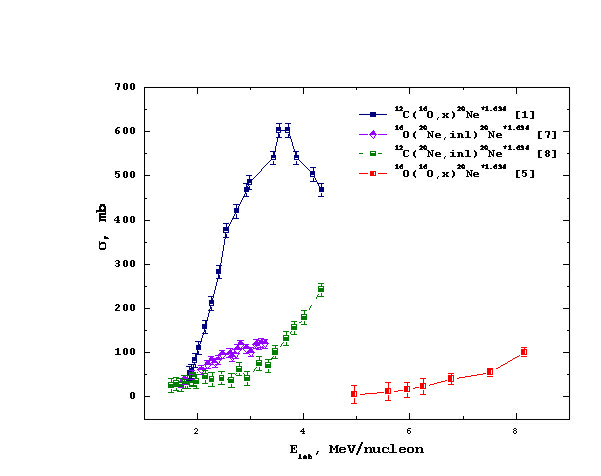 700
600
500
400
300
200
100
0
σ, mb
¹²C(¹⁶O,x)²⁰Ne*¹·⁶³⁴ [1]
¹⁶O(²⁰Ne,inl)²⁰Ne*¹·⁶³⁴ [7]
¹²C(²⁰Ne,inl)²⁰Ne*¹·⁶³⁴ [8]
¹⁶O(¹⁶O,x)²⁰Ne*¹·⁶³⁴ [5]
2 4 6 8
E_lab, MeV/nucleon